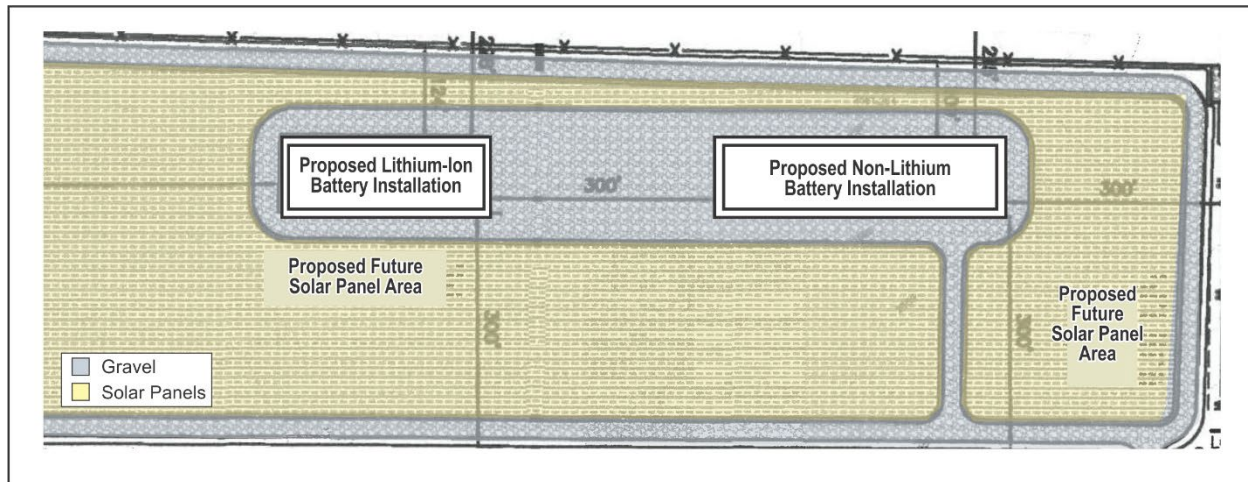 Proposed Lithium-Ion
Battery Installation
Proposed Non-Lithium
Battery Installation
300'
300'
Proposed Future
Solar Panel Area
Proposed
Future
Solar Panel
Area
300'
300'
Gravel
Solar Panels